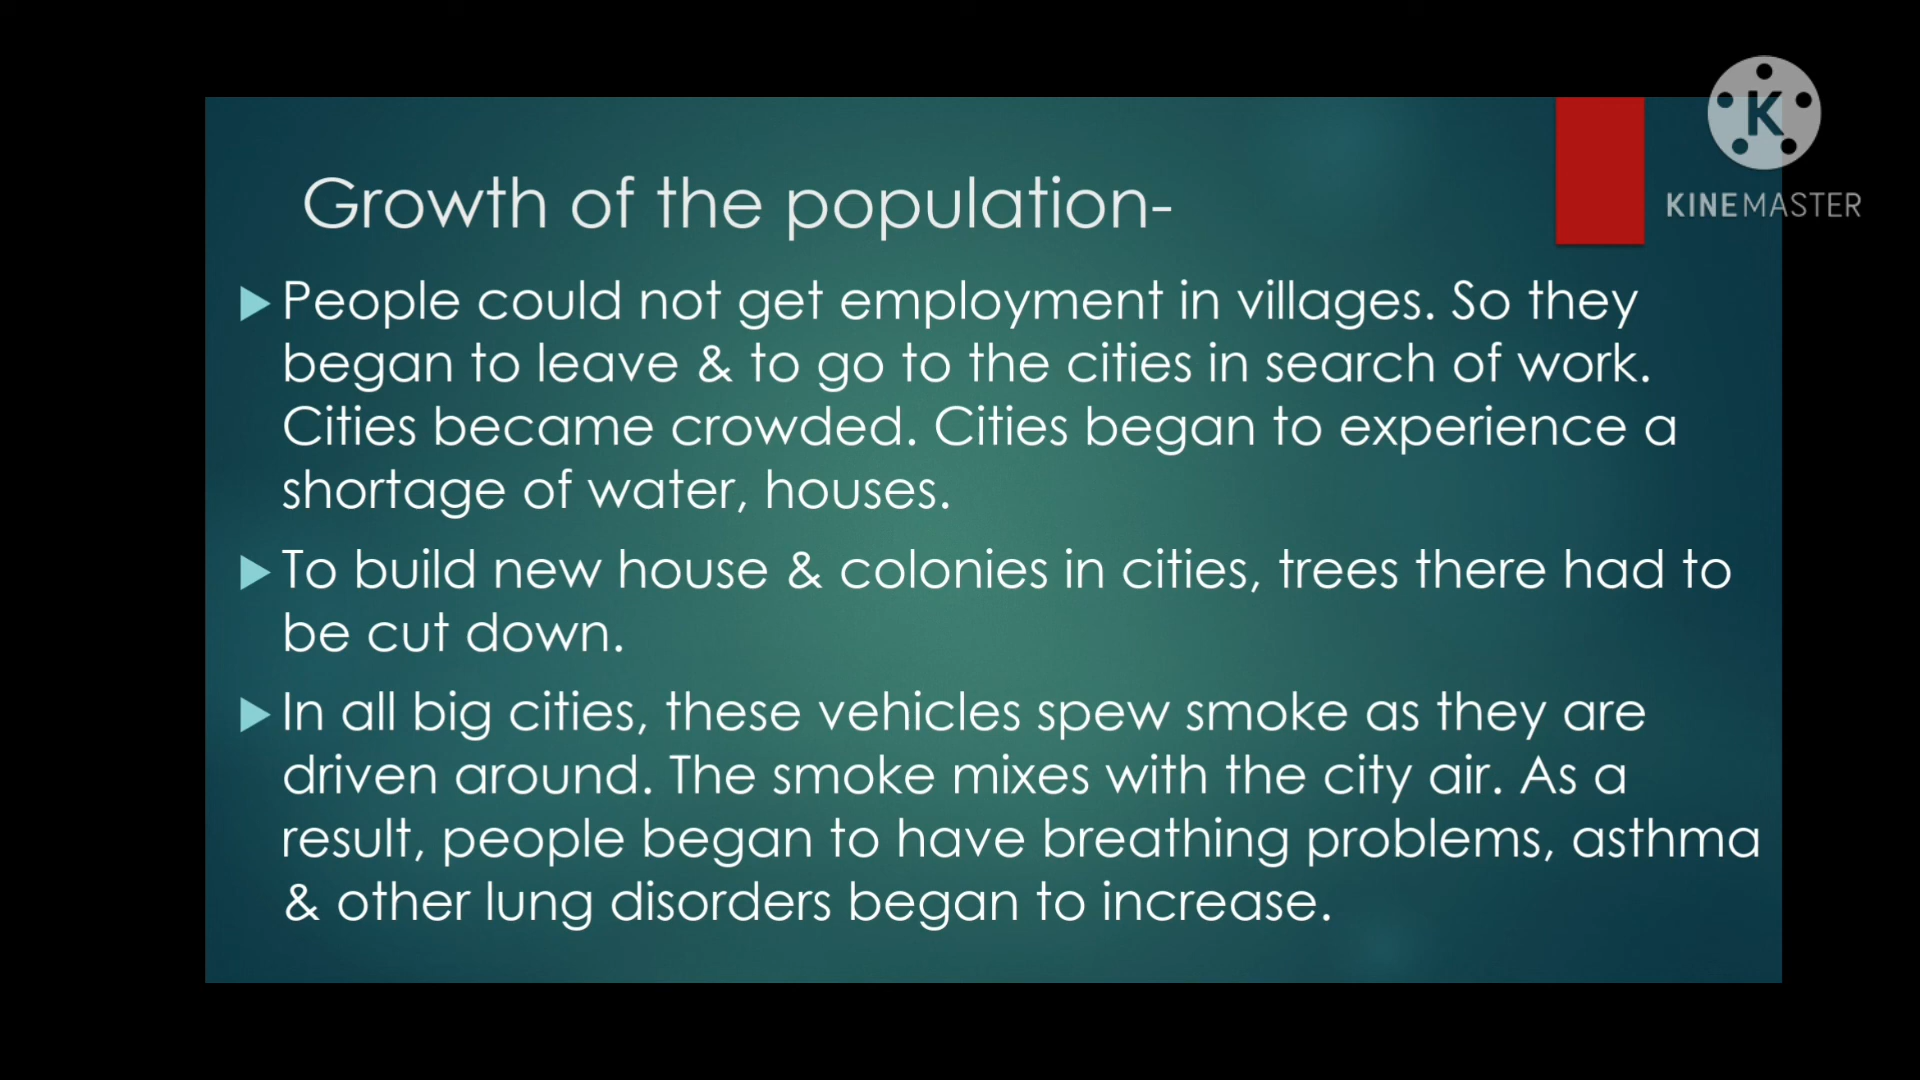 K
KINEMASTER
Growth of the population-
People could not get employment in villages. So they
began to leave & to go to the cities in search of work.
Cities became crowded. Cities began to experience a
shortage of water, houses.
To build new house & colonies in cities, trees there had to
be cut down.
In all big cities, these vehicles spew smoke as they are
driven around. The smoke mixes with the city air. As a
result, people began to have breathing problems, asthma
& other lung disorders began to increase.